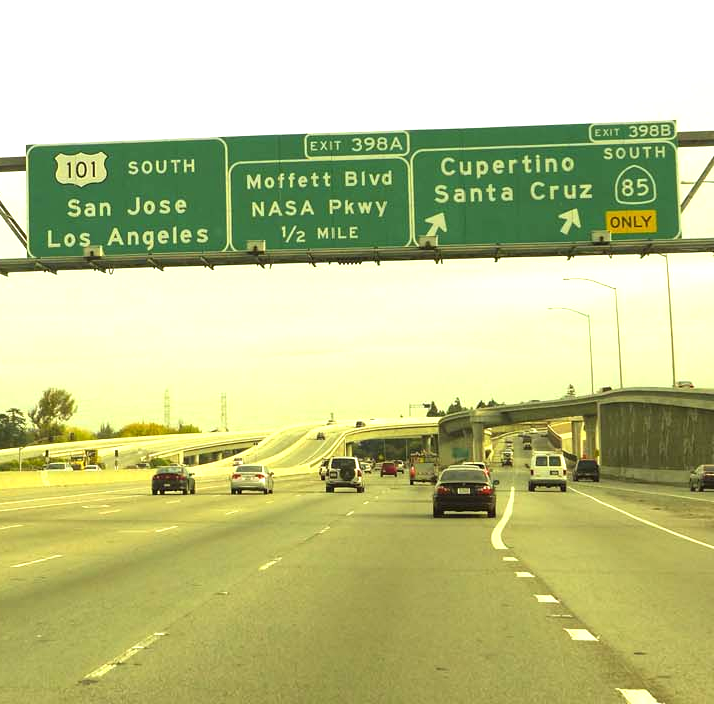 101 SOUTH
San Jose
Los Angeles
EXIT 398A
Moffett Blvd
NASA Pkwy
1/2 MILE
EXIT 398B
Cupertino SOUTH
Santa Cruz 85
ONLY